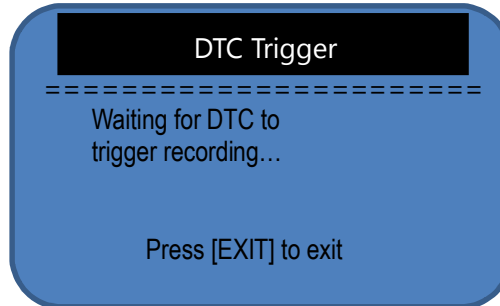 DTC Trigger
=======================
Waiting for DTC to
trigger recording…
Press [EXIT] to exit